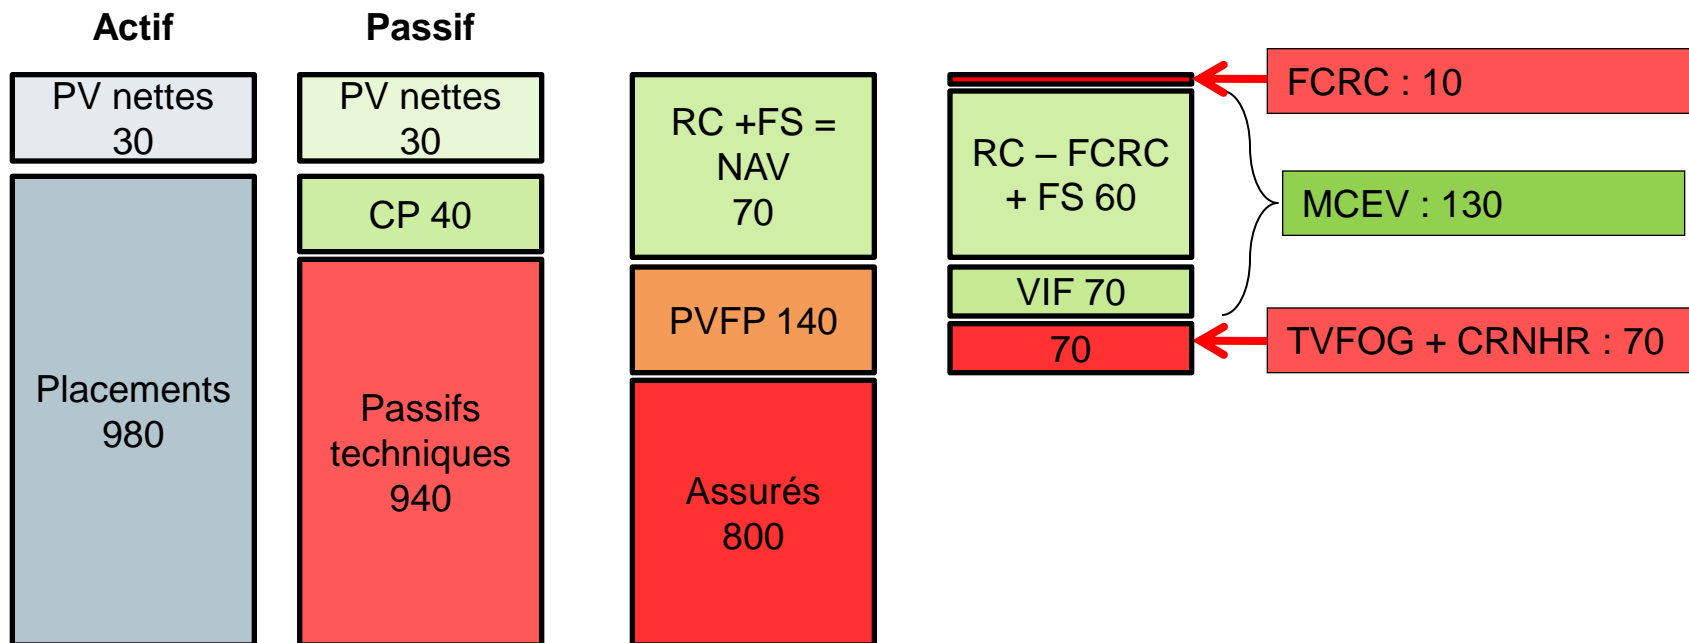 Actif
Passif
PV nettes
30
PV nettes
30
RC +FS =
NAV
70
FCRC : 10
RC – FCRC
+ FS 60
CP 40
MCEV : 130
VIF 70
PVFP 140
70
TVFOG + CRNHR : 70
Placements
980
Passifs
techniques
940
Assurés
800